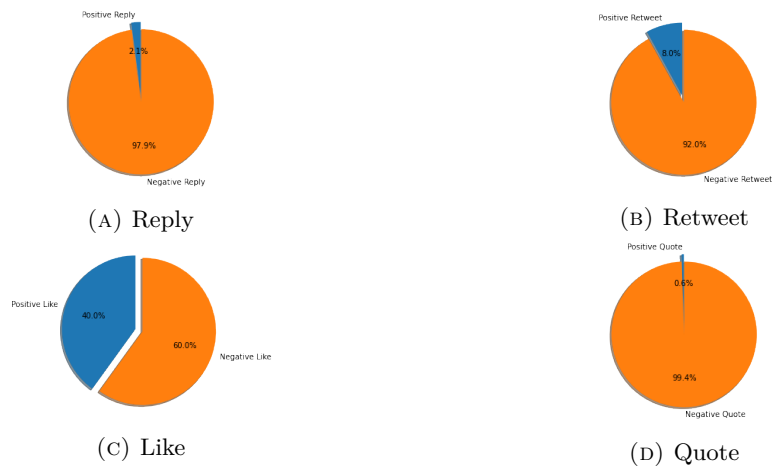 Positive Reply
2.1%
97.9%
Negative Reply
(A) Reply
Positive Retweet
8.0%
92.0%
Negative Retweet
(B) Retweet
Positive Like
40.0%
60.0%
Negative Like
(C) Like
Positive Quote
0.6%
99.4%
Negative Quote
(D) Quote